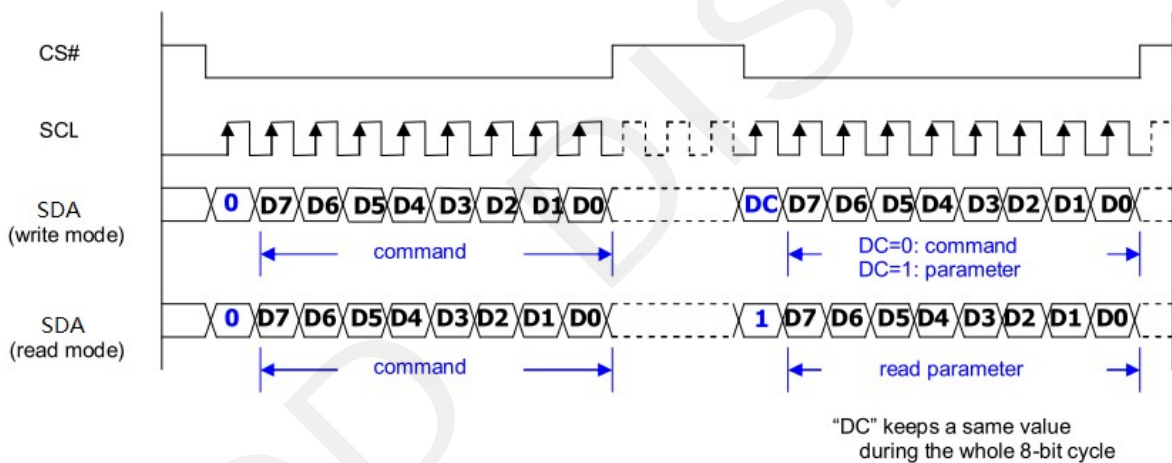 CS#
SCL
SDA
(write mode)
0 D7 D6 D5 D4 D3 D2 D1 D0
DC D7 D6 D5 D4 D3 D2 D1 D0
command
DC=0: command
DC=1: parameter
SDA
(read mode)
0 D7 D6 D5 D4 D3 D2 D1 D0
1 D7 D6 D5 D4 D3 D2 D1 D0
command
read parameter
“DC” keeps a same value
during the whole 8-bit cycle